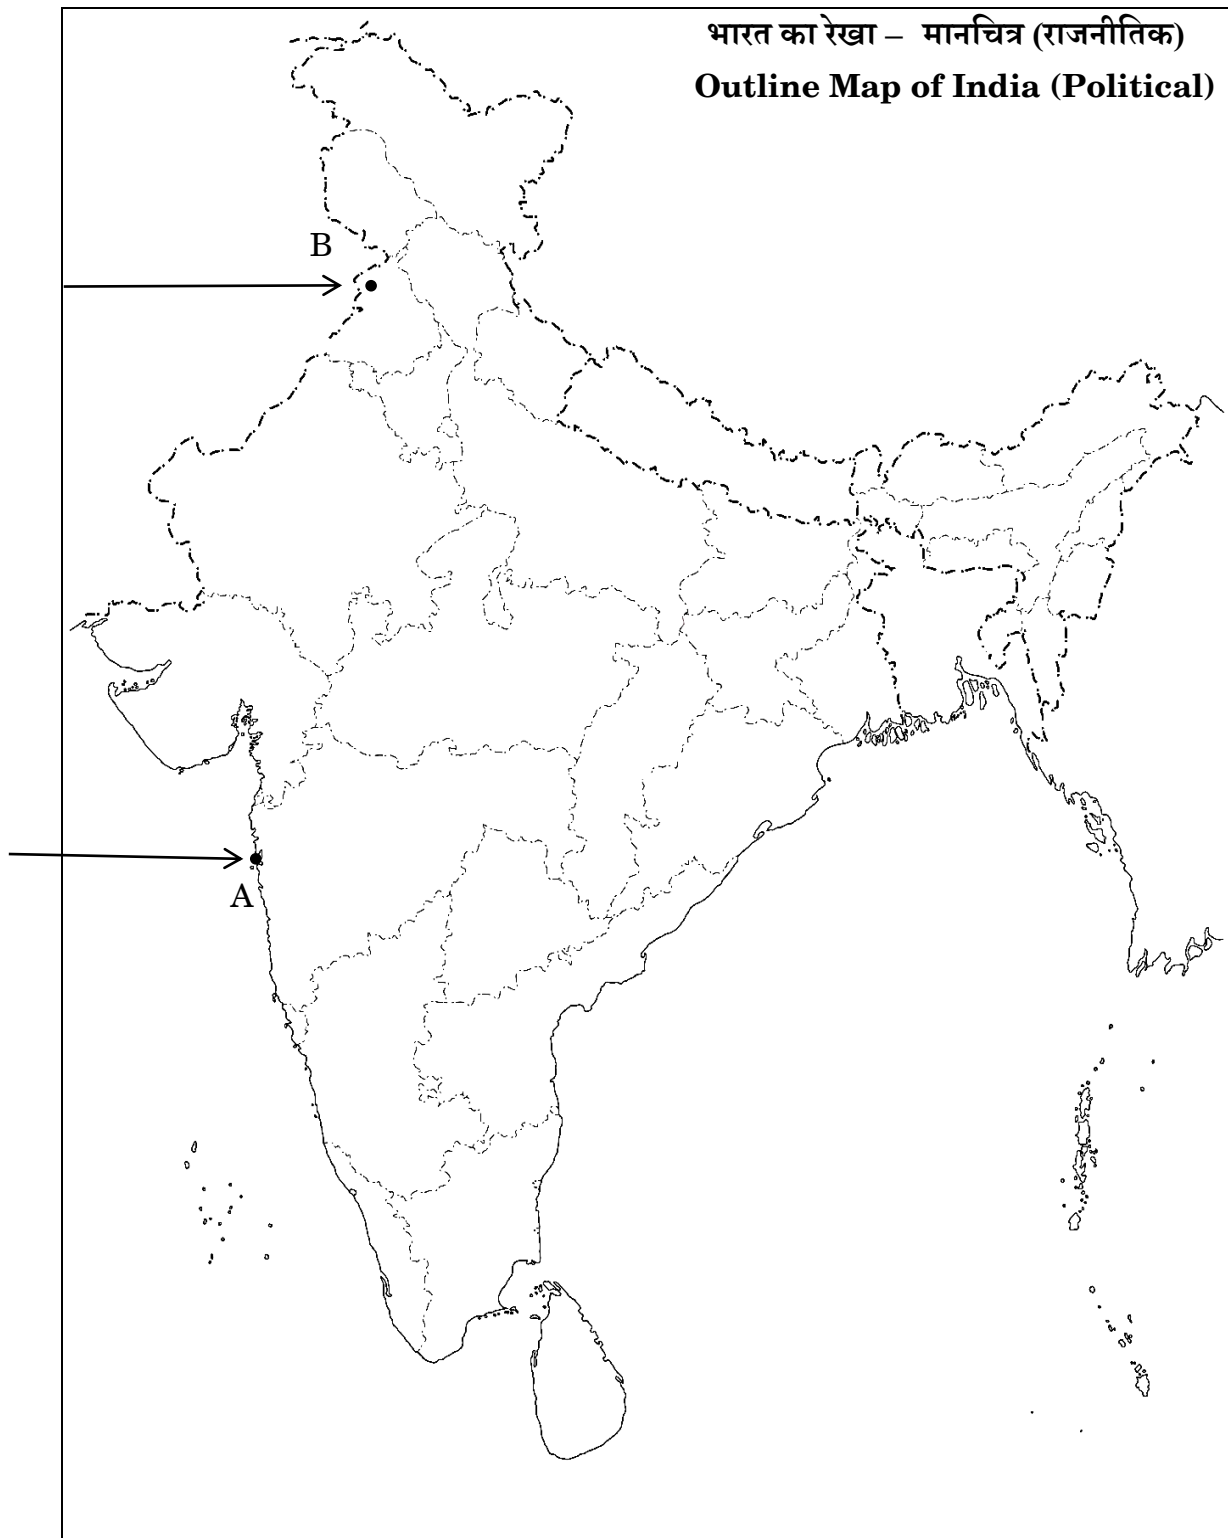 भारत का रेखा – मानचित्र (राजनीतिक)
Outline Map of India (Political)
B
A